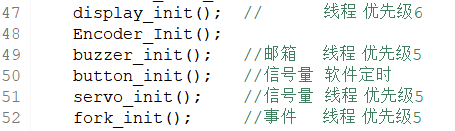 47 display_init(); // 线程 优先级6
48 Encoder_Init();
49 buzzer_init(); //邮箱 线程 优先级5
50 button_init(); //信号量 软件定时
51 servo_init(); //信号量 线程 优先级5
52 fork_init(); //事件 线程 优先级5